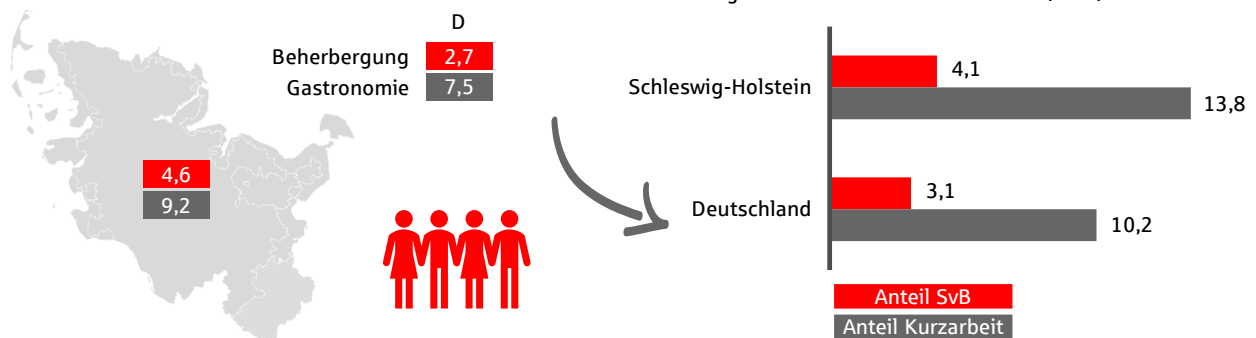 D
Beherbergung 2,7
Gastronomie 7,5
4,6
9,2
Schleswig-Holstein
4,1
13,8
Deutschland
3,1
10,2
Anteil SvB
Anteil Kurzarbeit